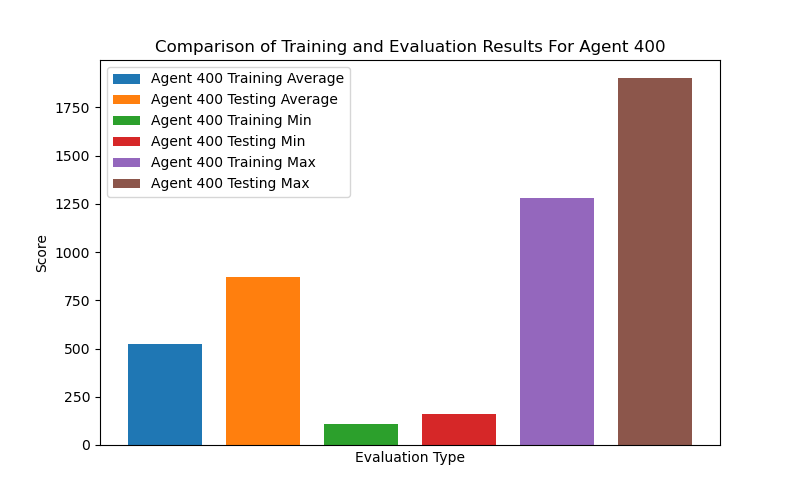 Comparison of Training and Evaluation Results For Agent 400
Agent 400 Training Average
Agent 400 Testing Average
Agent 400 Training Min
Agent 400 Testing Min
Agent 400 Training Max
Agent 400 Testing Max
1750
1500
1250
1000
750
500
250
0
Score
Evaluation Type